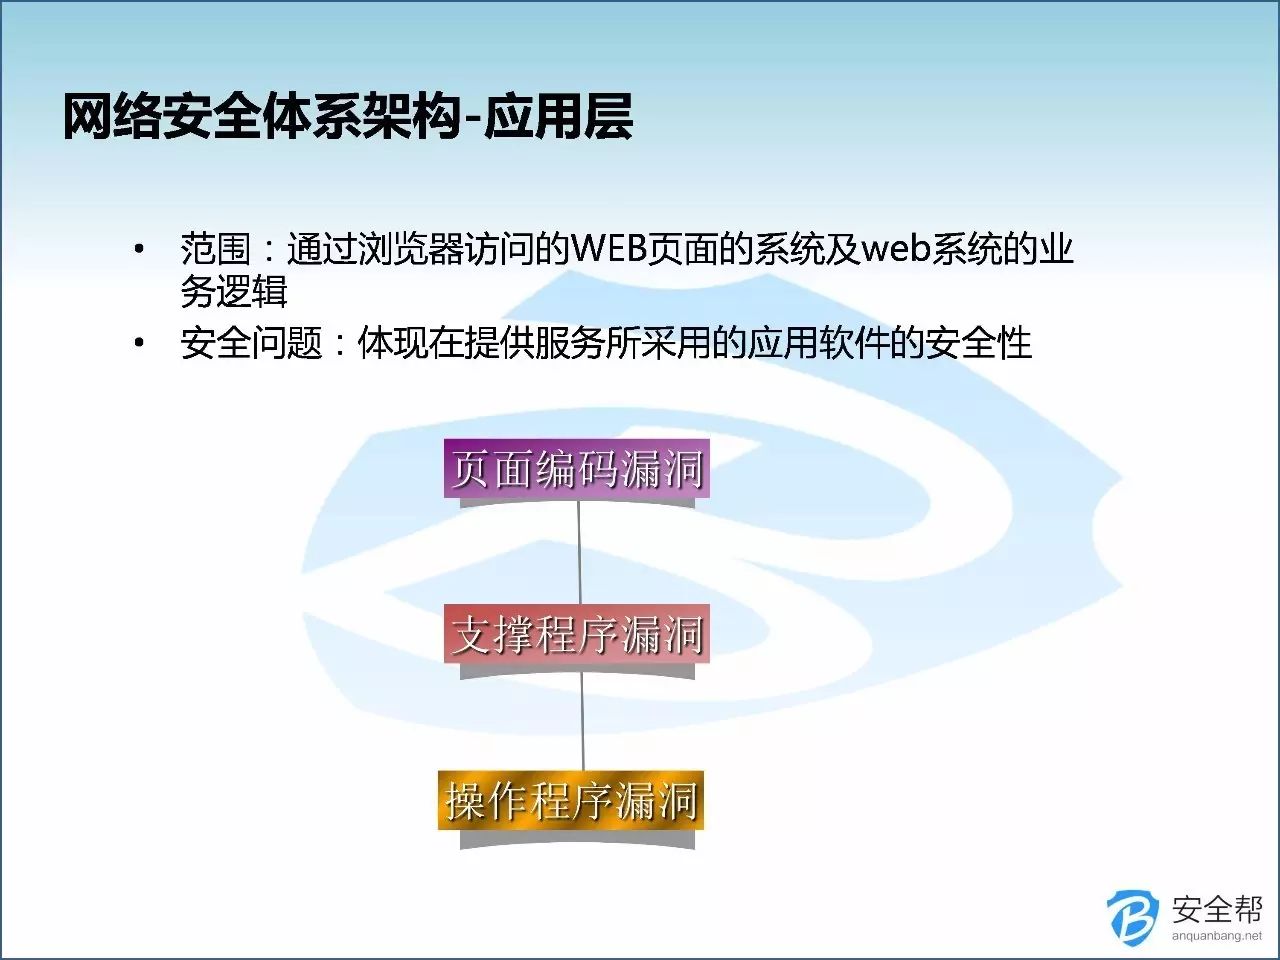 网络安全体系架构-应用层
• 范围：通过浏览器访问的WEB页面的系统及web系统的业
务逻辑
• 安全问题：体现在提供服务所采用的应用软件的安全性
页面编码漏洞
支撑程序漏洞
操作程序漏洞
安全帮
anquanbang.net